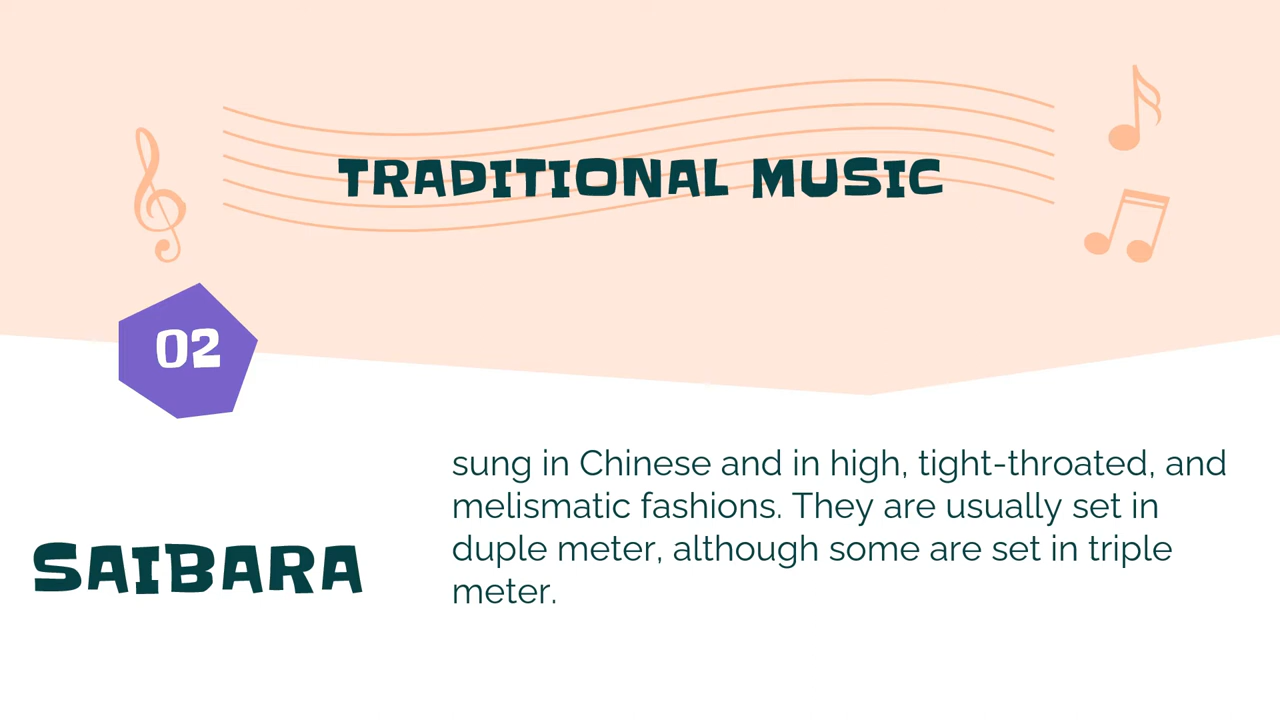 TRADITIONAL MUSIC
02
SAIBARA
sung in Chinese and in high, tight-throated, and
melismatic fashions. They are usually set in
duple meter, although some are set in triple
meter.